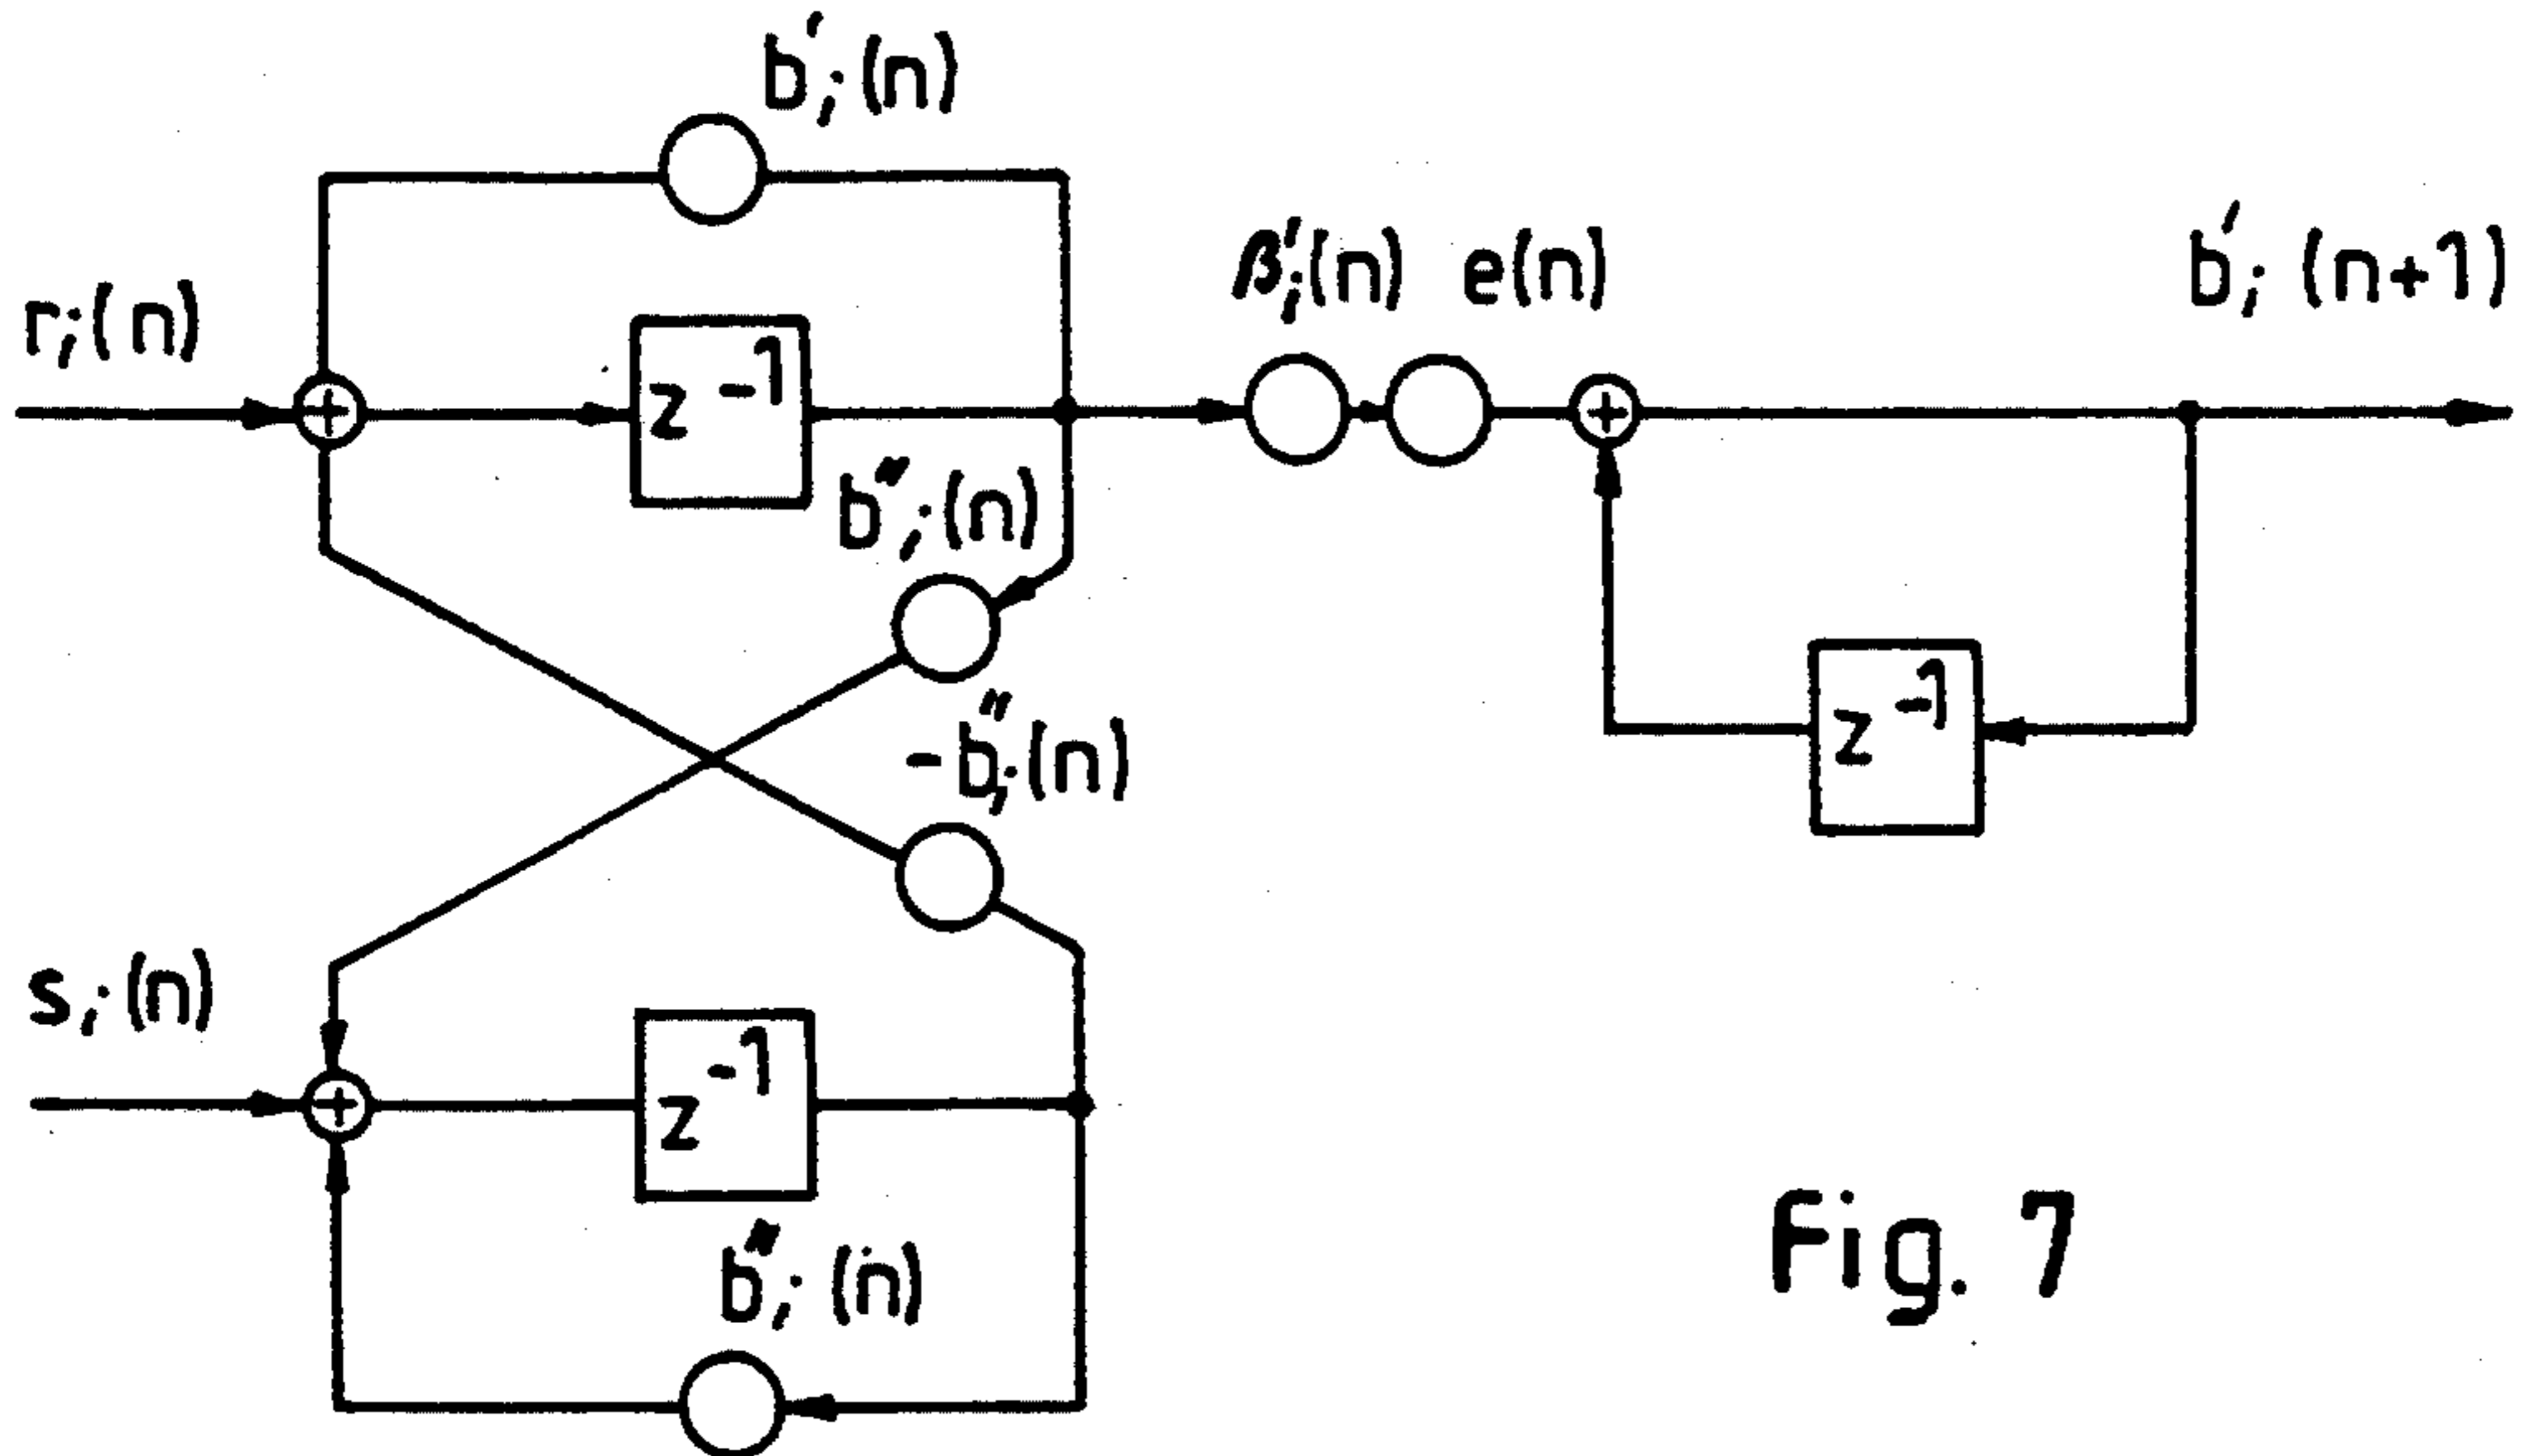 b'i(n)
ri(n)
β'i(n) e(n)
b'i(n+1)
z-1
b"i(n)
-b"i(n)
z-1
si(n)
z-1
b"i(n)
Fig. 7